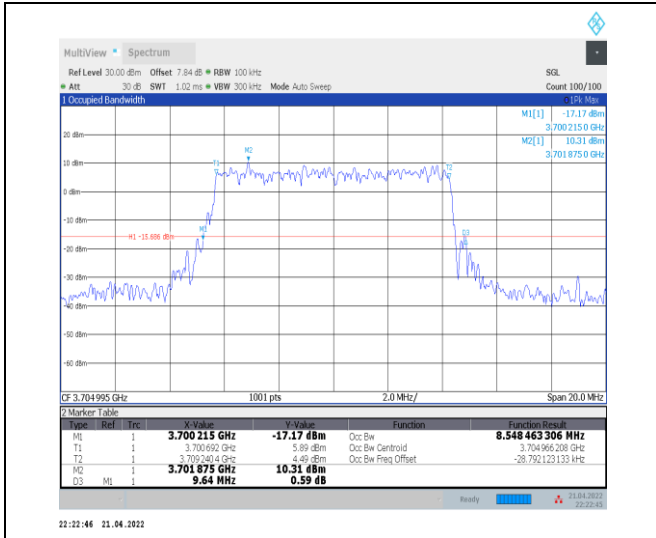 MultiView Spectrum
Ref Level 30.00 dBm Offset 7.84 dB RBW 100 kHz SGL
Att 30 dB SWT 1.02 ms VBW 300 kHz Mode Auto Sweep Count 100/100
1 Occupied Bandwidth 1Pk Max
M1[1] -17.17 dBm
3.700 215 0 GHz
M2[1] 10.31 dBm
3.701 875 0 GHz
20 dBm
M2
10 dBm
T1
T2
0 dBm
-10 dBm
M1
D3
H1 -15.686 dBm
-20 dBm
-30 dBm
-40 dBm
-50 dBm
-60 dBm
CF 3.704 995 GHz 1001 pts 2.0 MHz/ Span 20.0 MHz
2 Marker Table
Type Ref Trc X-Value Y-Value Function Function Result
M1 1 3.700 215 GHz -17.17 dBm Occ Bw 8.548 463 306 MHz
T1 1 3.700 692 GHz 5.89 dBm Occ Bw Centroid 3.704 966 208 GHz
T2 1 3.709 240 4 GHz 4.49 dBm Occ Bw Freq Offset -28.792 123 133 kHz
M2 1 3.701 875 GHz 10.31 dBm
D3 M1 1 9.64 MHz 0.59 dB
Ready 21.04.2022
22:22:45
22:22:46 21.04.2022